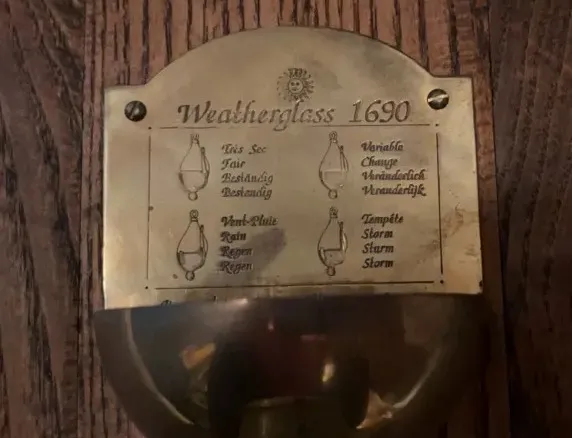 Weatherglass 1690
Très Sec
Fair
Beständig
Bestandig
Variable
Change
Veränderlich
Veranderlijk
Vent-Pluie
Rain
Regen
Regen
Tempête
Storm
Sturm
Storm